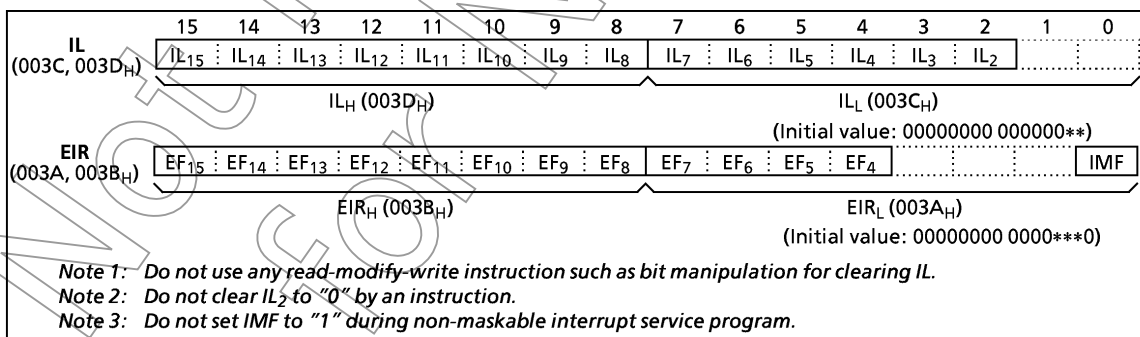 15 14 13 12 11 10 9 8 7 6 5 4 3 2 1 0
IL
(003C, 003DH)
IL15 IL14 IL13 IL12 IL11 IL10 IL9 IL8 IL7 IL6 IL5 IL4 IL3 IL2
ILH (003DH) ILL (003CH)
(Initial value: 00000000 000000**)
EIR
(003A, 003BH)
EF15 EF14 EF13 EF12 EF11 EF10 EF9 EF8 EF7 EF6 EF5 EF4 IMF
EIRH (003BH) EIRL (003AH)
(Initial value: 00000000 0000***0)
Note 1: Do not use any read-modify-write instruction such as bit manipulation for clearing IL.
Note 2: Do not clear IL2 to "0" by an instruction.
Note 3: Do not set IMF to "1" during non-maskable interrupt service program.
Not
for